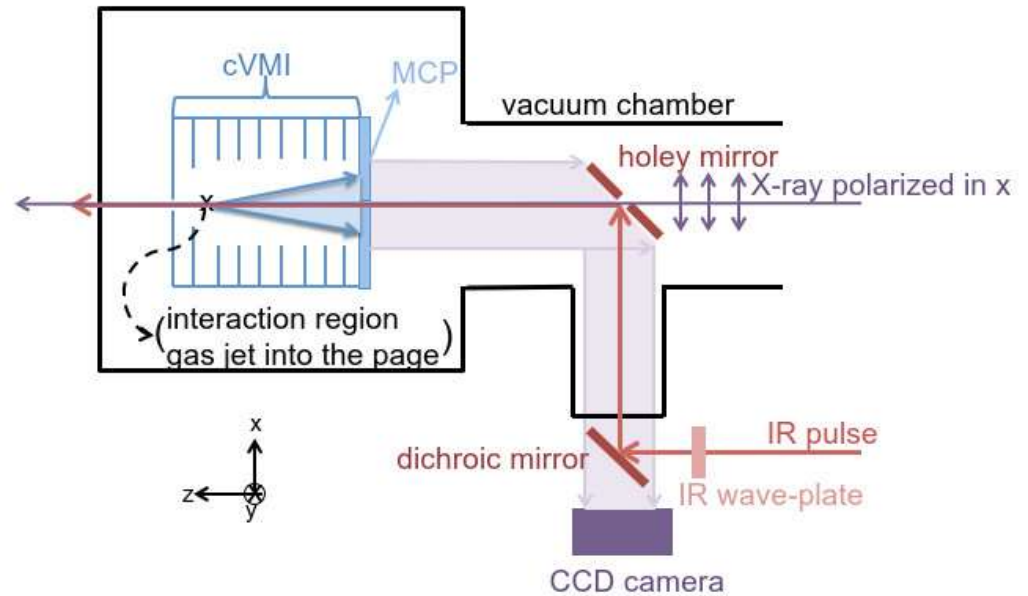 cVMI
MCP
vacuum chamber
holey mirror
X-ray polarized in x
x
(interaction region
gas jet into the page)
x
z
y
IR pulse
dichroic mirror
IR wave-plate
CCD camera